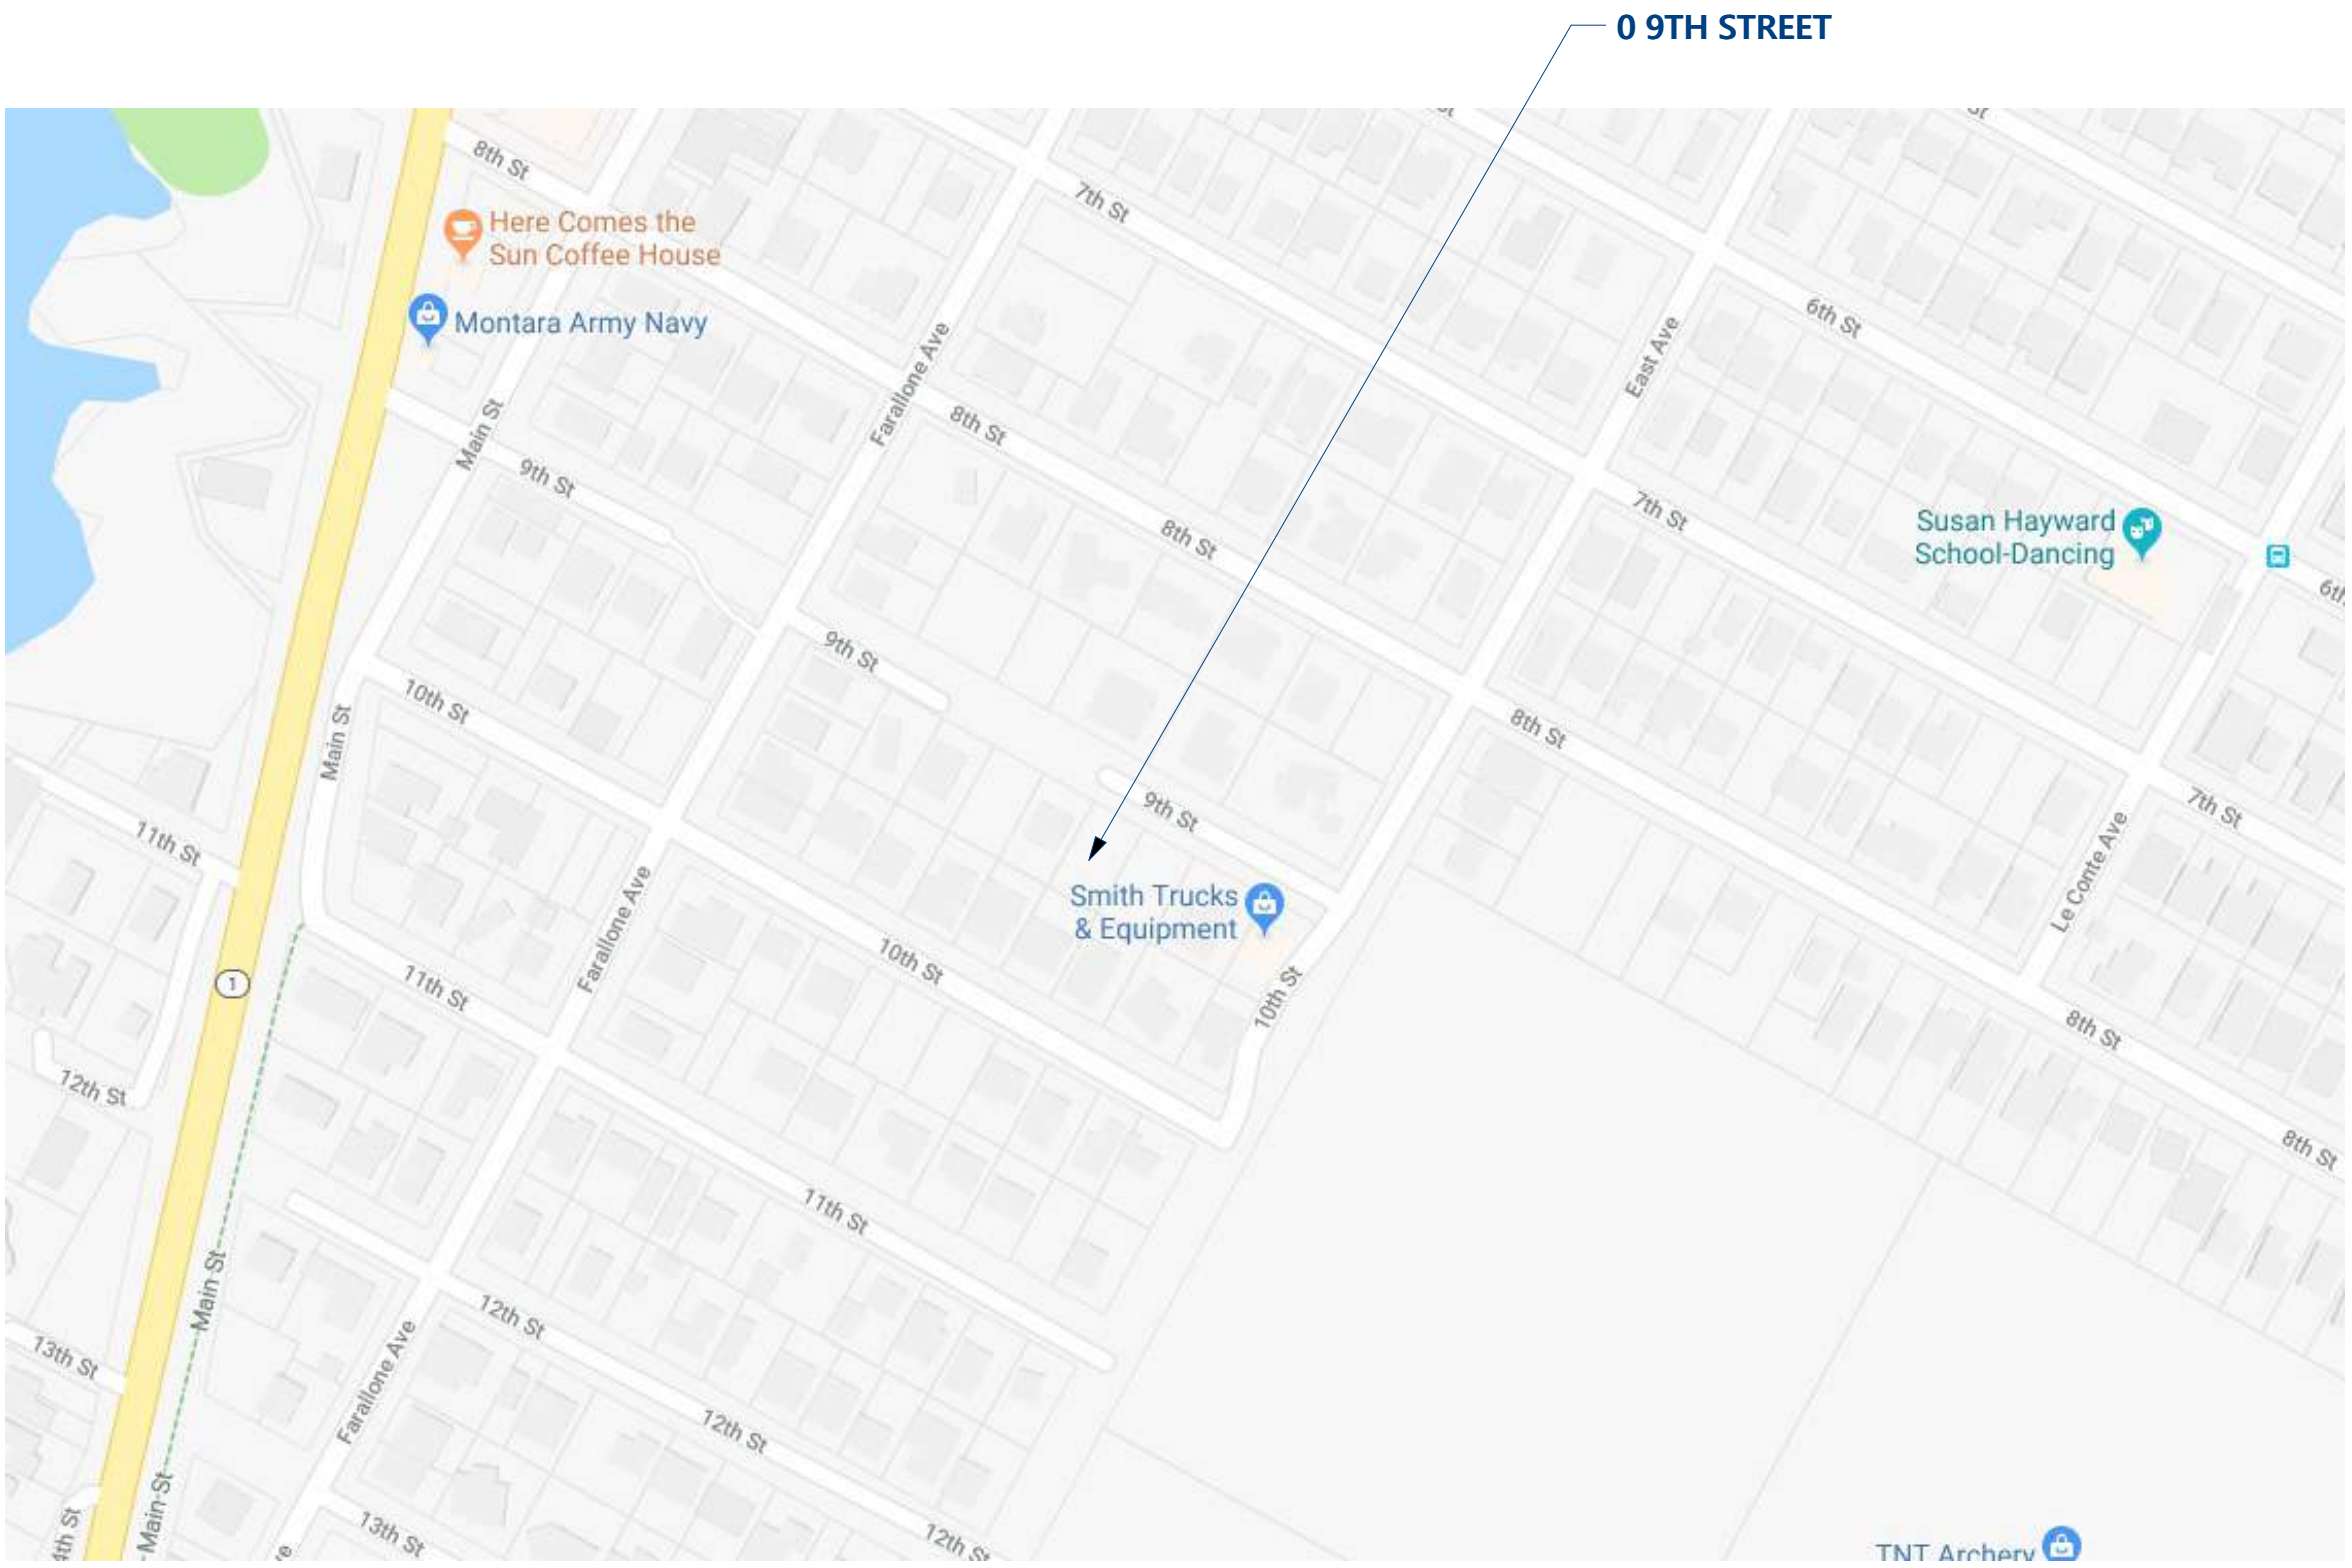 0 9TH STREET
8th St
7th St
Here Comes the
Sun Coffee House
Montara Army Navy
6th St
East Ave
Farallone Ave
Main St
8th St
9th St
8th St
7th St
Susan Hayward
School-Dancing
6th
9th St
10th St
Main St
8th St
9th St
7th St
11th St
Le Conte Ave
Smith Trucks
& Equipment
Farallone Ave
10th St
11th St
1
10th St
8th St
12th St
8th St
11th St
Main St
12th St
13th St
Farallone Ave
12th St
Main St
13th St
12th St
TNT Archery